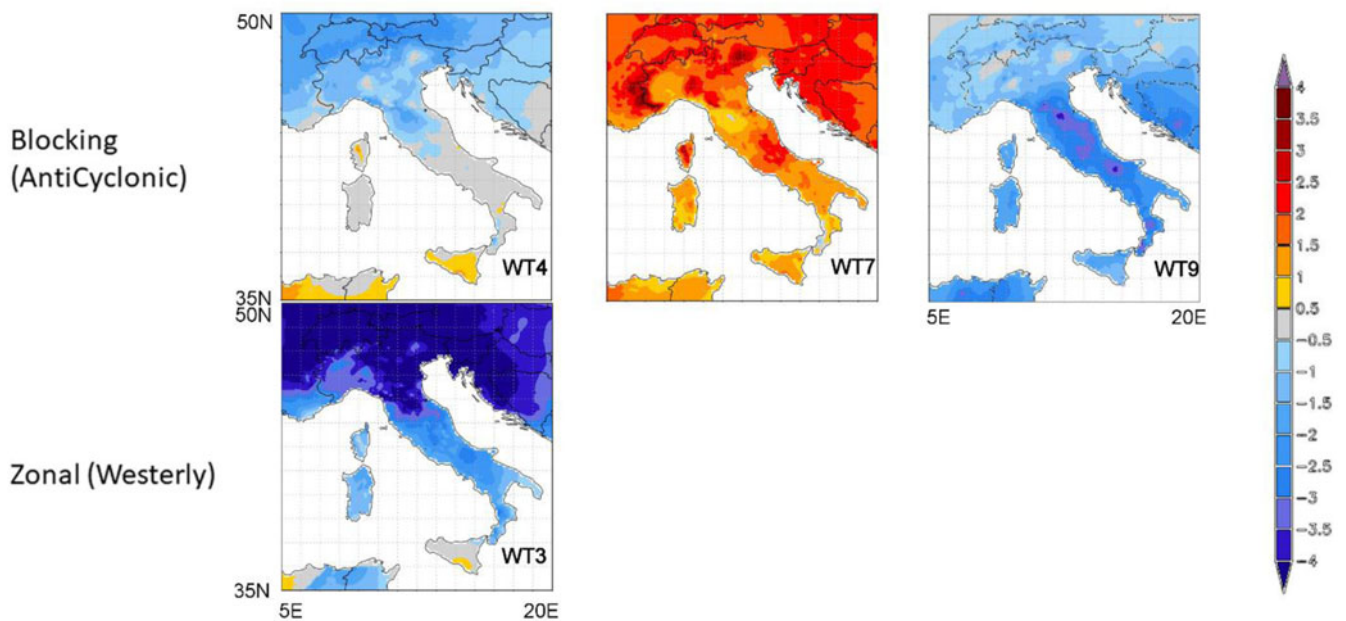 50N
Blocking
(AntiCyclonic)
WT4
WT7
WT9
35N
5E
20E
50N
Zonal (Westerly)
WT3
35N
5E
20E
4
3.5
3
2.5
2
1.5
1
0.5
-0.5
-1
-1.5
-2
-2.5
-3
-3.5
-4